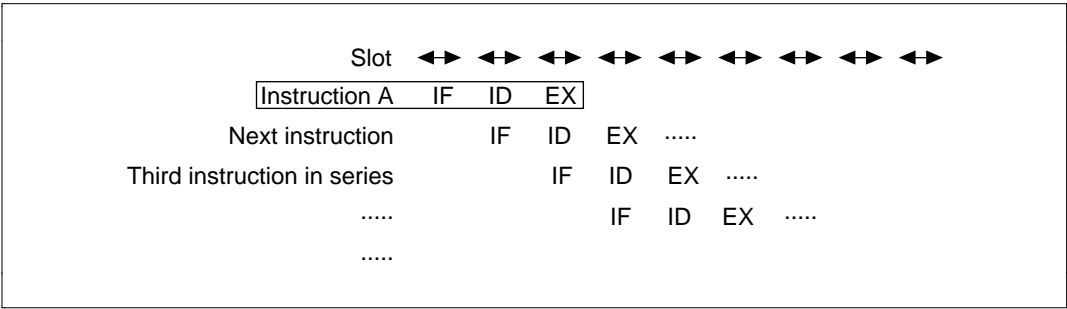 Slot
Instruction A IF ID EX
Next instruction IF ID EX .....
Third instruction in series IF ID EX .....
..... IF ID EX .....
.....